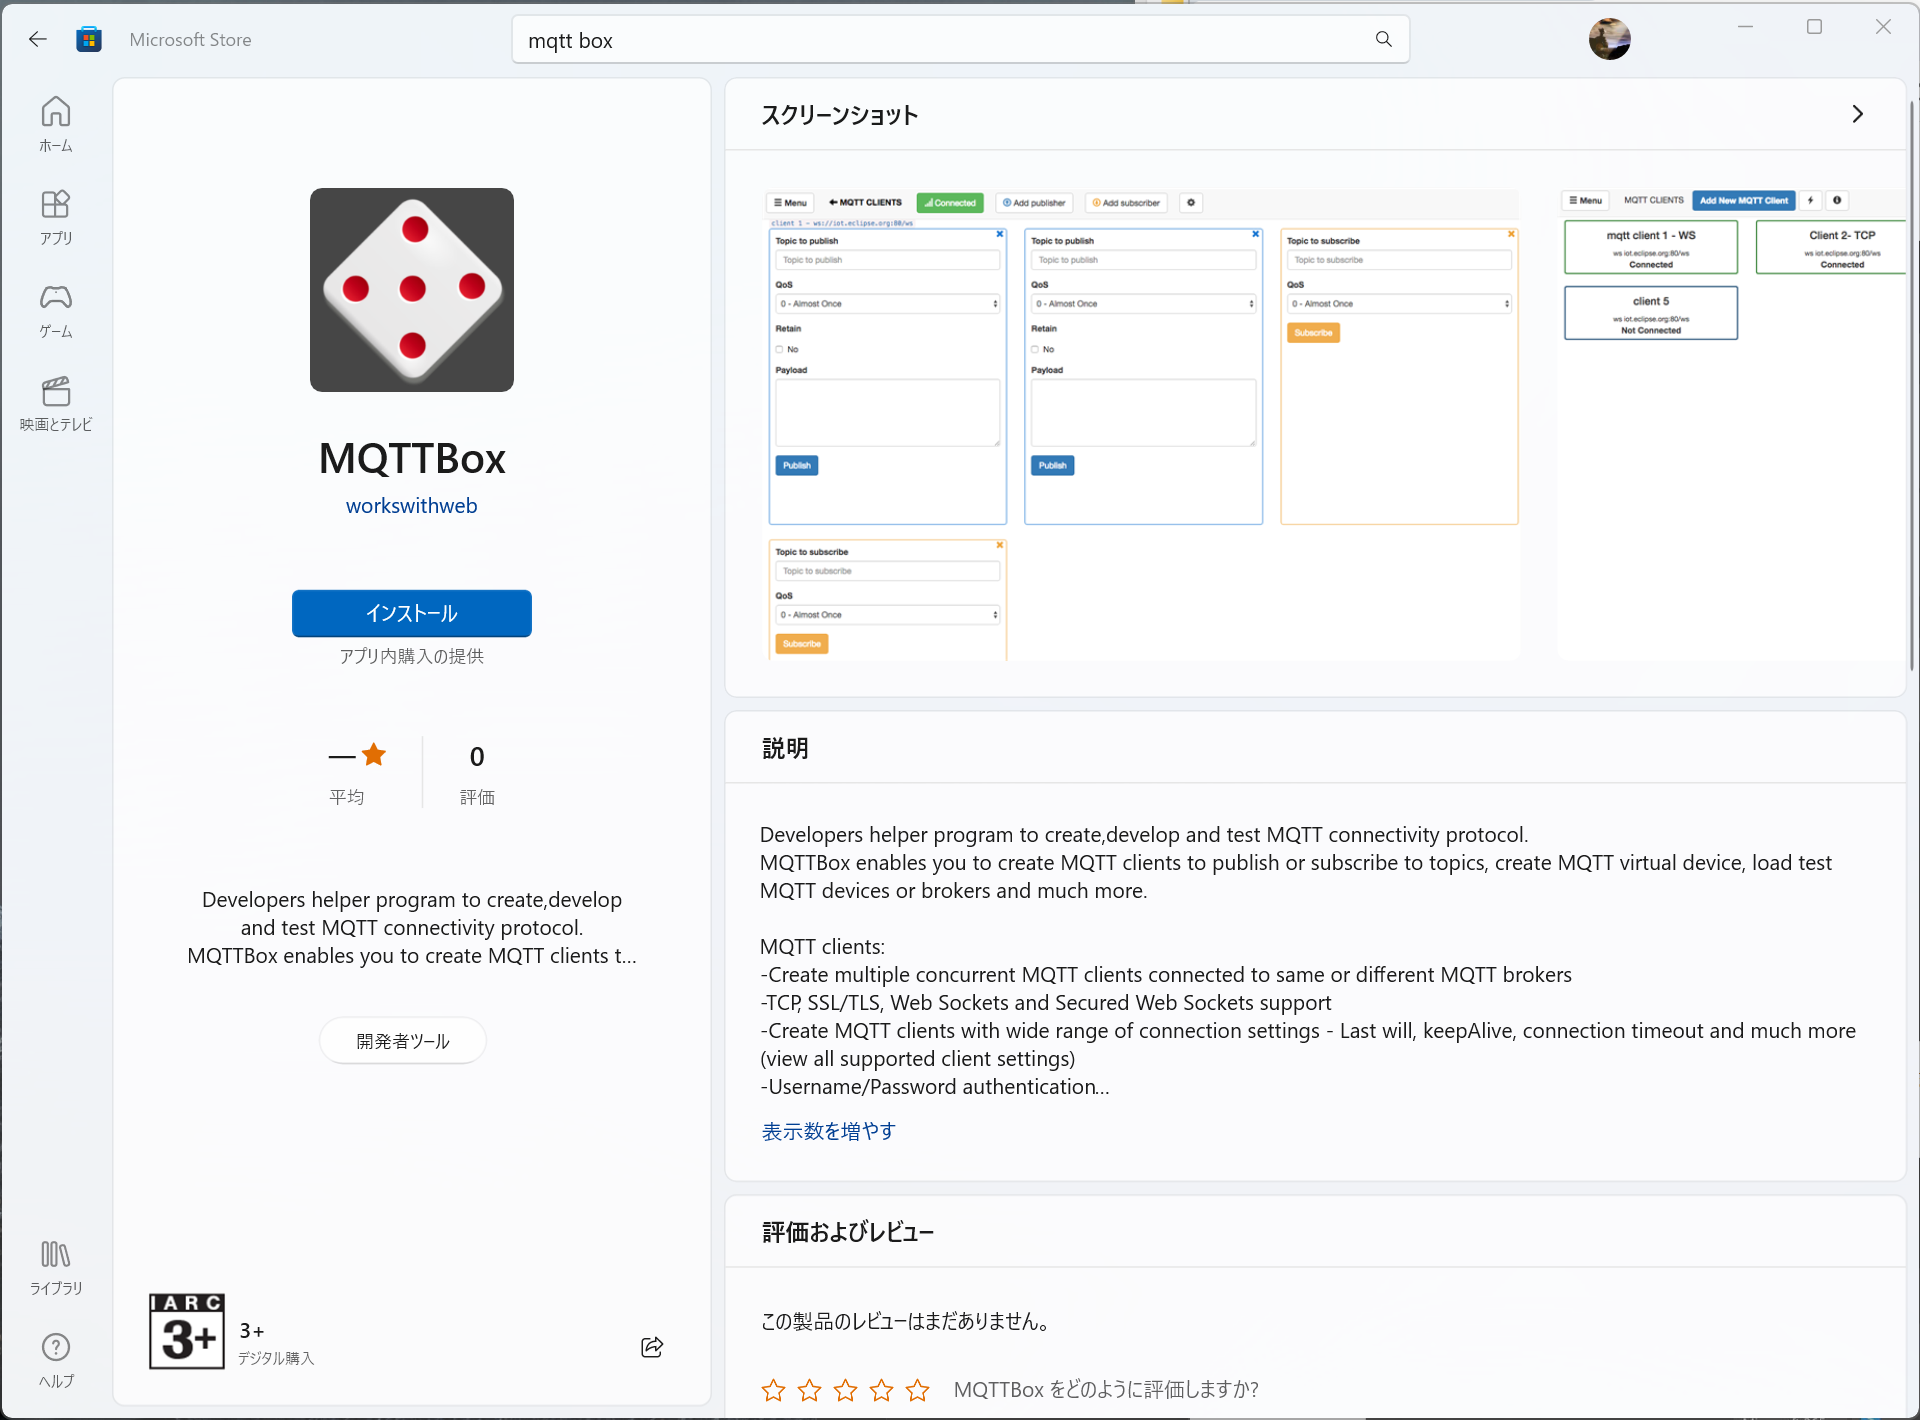 Microsoft Store
mqtt box
ホーム
アプリ
ゲーム
映画とテレビ
ライブラリ
ヘルプ
MQTTBox
workswithweb
インストール
アプリ内購入の提供
—
平均
0
評価
Developers helper program to create,develop
and test MQTT connectivity protocol.
MQTTBox enables you to create MQTT clients t...
開発者ツール
IARC
3+
3+
デジタル購入
スクリーンショット
Menu
MQTT CLIENTS
Connected
Add publisher
Add subscriber
client 1 - ws://iot.eclipse.org:80/ws
Topic to publish
Topic to publish
QoS
0 - Almost Once
Retain
No
Payload
Publish
Topic to publish
Topic to publish
QoS
0 - Almost Once
Retain
No
Payload
Publish
Topic to subscribe
Topic to subscribe
QoS
0 - Almost Once
Subscribe
Topic to subscribe
Topic to subscribe
QoS
0 - Almost Once
Subscribe
Menu
MQTT CLIENTS
Add New MQTT Client
mqtt client 1 - WS
ws iot.eclipse.org:80/ws
Connected
Client 2- TCP
ws iot.eclipse.org:80/ws
Connected
client 5
ws iot.eclipse.org:80/ws
Not Connected
説明
Developers helper program to create,develop and test MQTT connectivity protocol.
MQTTBox enables you to create MQTT clients to publish or subscribe to topics, create MQTT virtual device, load test
MQTT devices or brokers and much more.
MQTT clients:
-Create multiple concurrent MQTT clients connected to same or different MQTT brokers
-TCP, SSL/TLS, Web Sockets and Secured Web Sockets support
-Create MQTT clients with wide range of connection settings - Last will, keepAlive, connection timeout and much more
(view all supported client settings)
-Username/Password authentication...
表示数を増やす
評価およびレビュー
この製品のレビューはまだありません。
MQTTBox をどのように評価しますか?